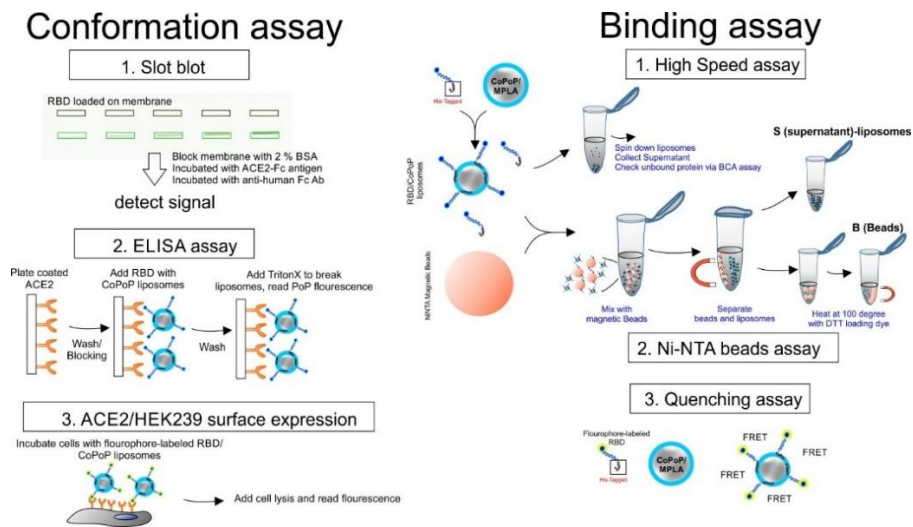 Conformation assay
1. Slot blot
RBD loaded on membrane
Block membrane with 2 % BSA
Incubated with ACE2-Fc antigen
Incubated with anti-human Fc Ab
detect signal
2. ELISA assay
Plate coated
ACE2
Add RBD with
CoPoP liposomes
Add TritonX to break
liposomes, read PoP flourescence
Wash/
Blocking
Wash
3. ACE2/HEK239 surface expression
Incubate cells with flourophore-labeled RBD/
CoPoP liposomes
Add cell lysis and read flourescence
Binding assay
1. High Speed assay
His-Tagged
CoPoP/
MPLA
RBD/CoPoP
liposomes
Spin down liposomes
Collect Supernatant
Check unbound protein via BCA assay
S (supernatant)-liposomes
B (Beads)
Ni/NTA Magnetic Beads
Mix with
magnetic Beads
Separate
beads and liposomes
Heat at 100 degree
with DTT loading dye
2. Ni-NTA beads assay
3. Quenching assay
Flourophore-labeled
RBD
His-Tagged
CoPoP/
MPLA
FRET
FRET
FRET
FRET